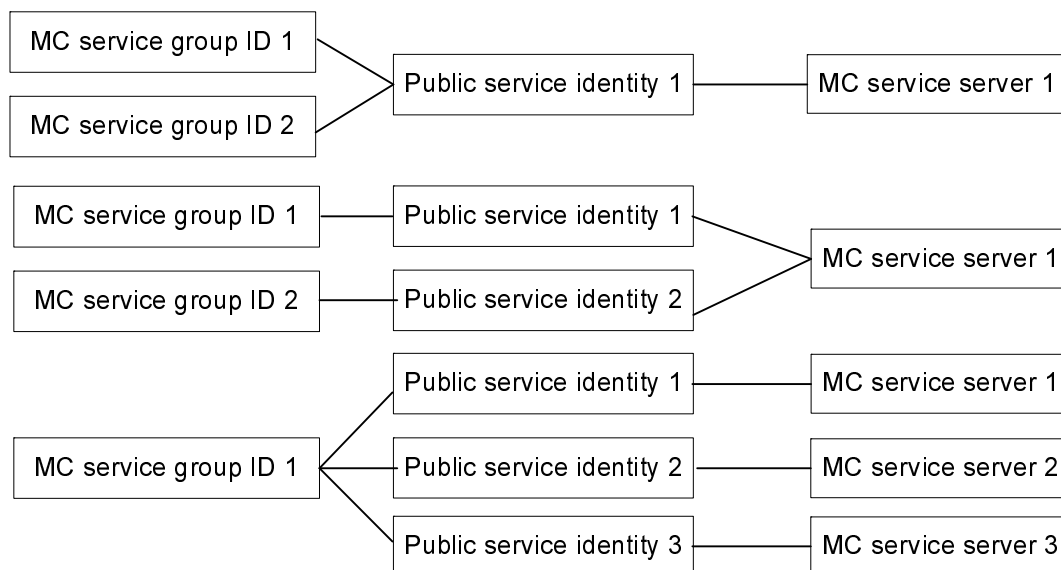 MC service group ID 1
Public service identity 1
MC service server 1
MC service group ID 2
MC service group ID 1
Public service identity 1
MC service server 1
MC service group ID 2
Public service identity 2
Public service identity 1
MC service server 1
MC service group ID 1
Public service identity 2
MC service server 2
Public service identity 3
MC service server 3